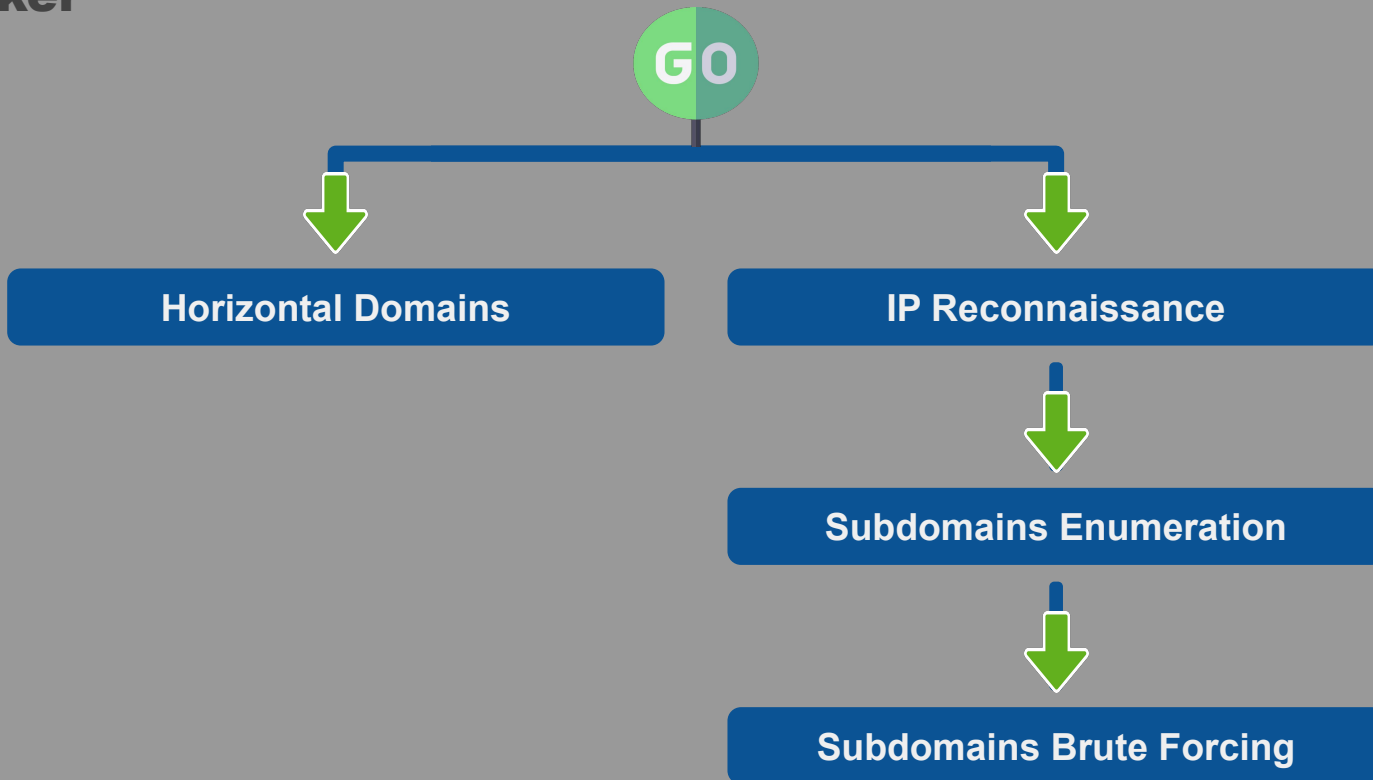 GO
Horizontal Domains
IP Reconnaissance
Subdomains Enumeration
Subdomains Brute Forcing